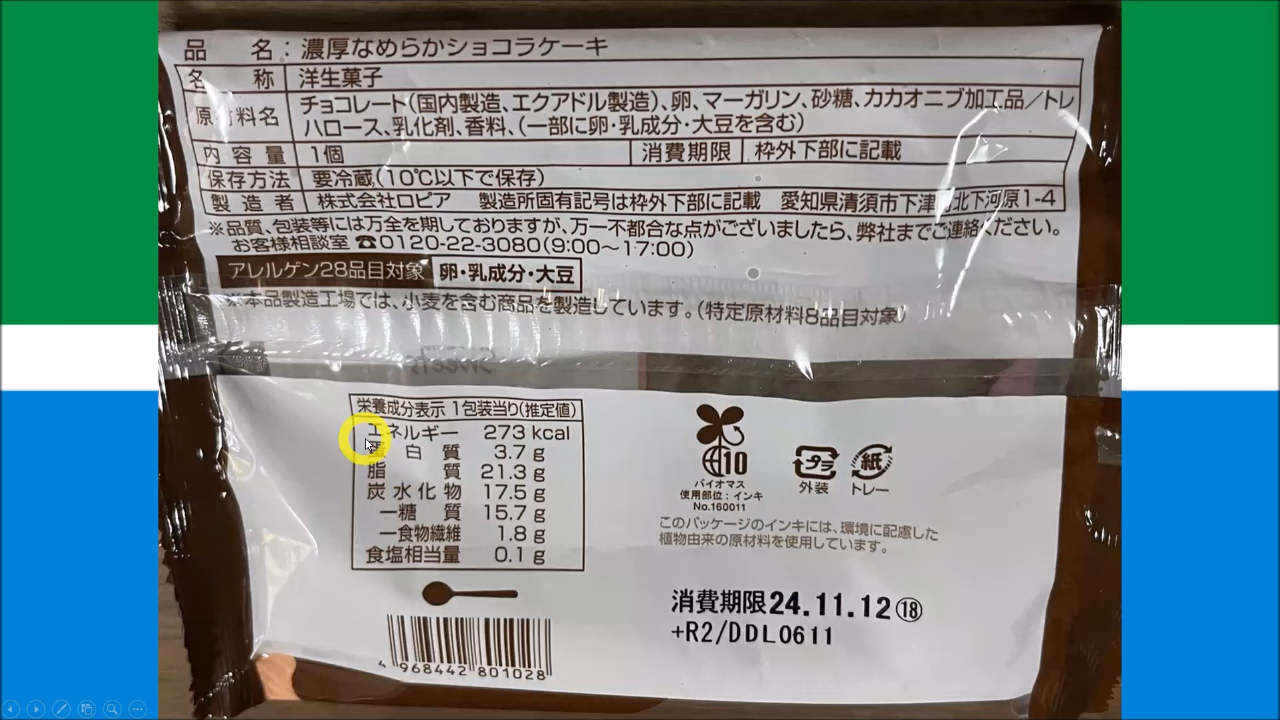 品名：濃厚なめらかショコラケーキ
名称 洋生菓子
原材料名 チョコレート(国内製造、エクアドル製造)、卵、マーガリン、砂糖、カカオニブ加工品／トレ
ハロース、乳化剤、香料、(一部に卵・乳成分・大豆を含む)
内容量 1個 消費期限 枠外下部に記載
保存方法 要冷蔵(10℃以下で保存)
製造者 株式会社ロピア 製造所固有記号は枠外下部に記載 愛知県清須市下津 北下河原1-4
※品質、包装等には万全を期しておりますが、万一不都合な点がございましたら、弊社までご連絡ください。
お客様相談室 ☎0120-22-3080(9:00〜17:00)
アレルゲン28品目対象 卵・乳成分・大豆
※本品製造工場では、小麦を含む商品を製造しています。(特定原材料8品目対象)
Sweets
栄養成分表示 1包装当り(推定値)
エネルギー 273 kcal
蛋白質 3.7 g
脂質 21.3 g
炭水化物 17.5 g
－糖質 15.7 g
－食物繊維 1.8 g
食塩相当量 0.1 g
10
バイオマス
使用部位：インキ
No.160011
プラ
外装
紙
トレー
このパッケージのインキには、環境に配慮した
植物由来の原材料を使用しています。
消費期限24.11.12⑱
+R2/DDL0611
4 968442 801028